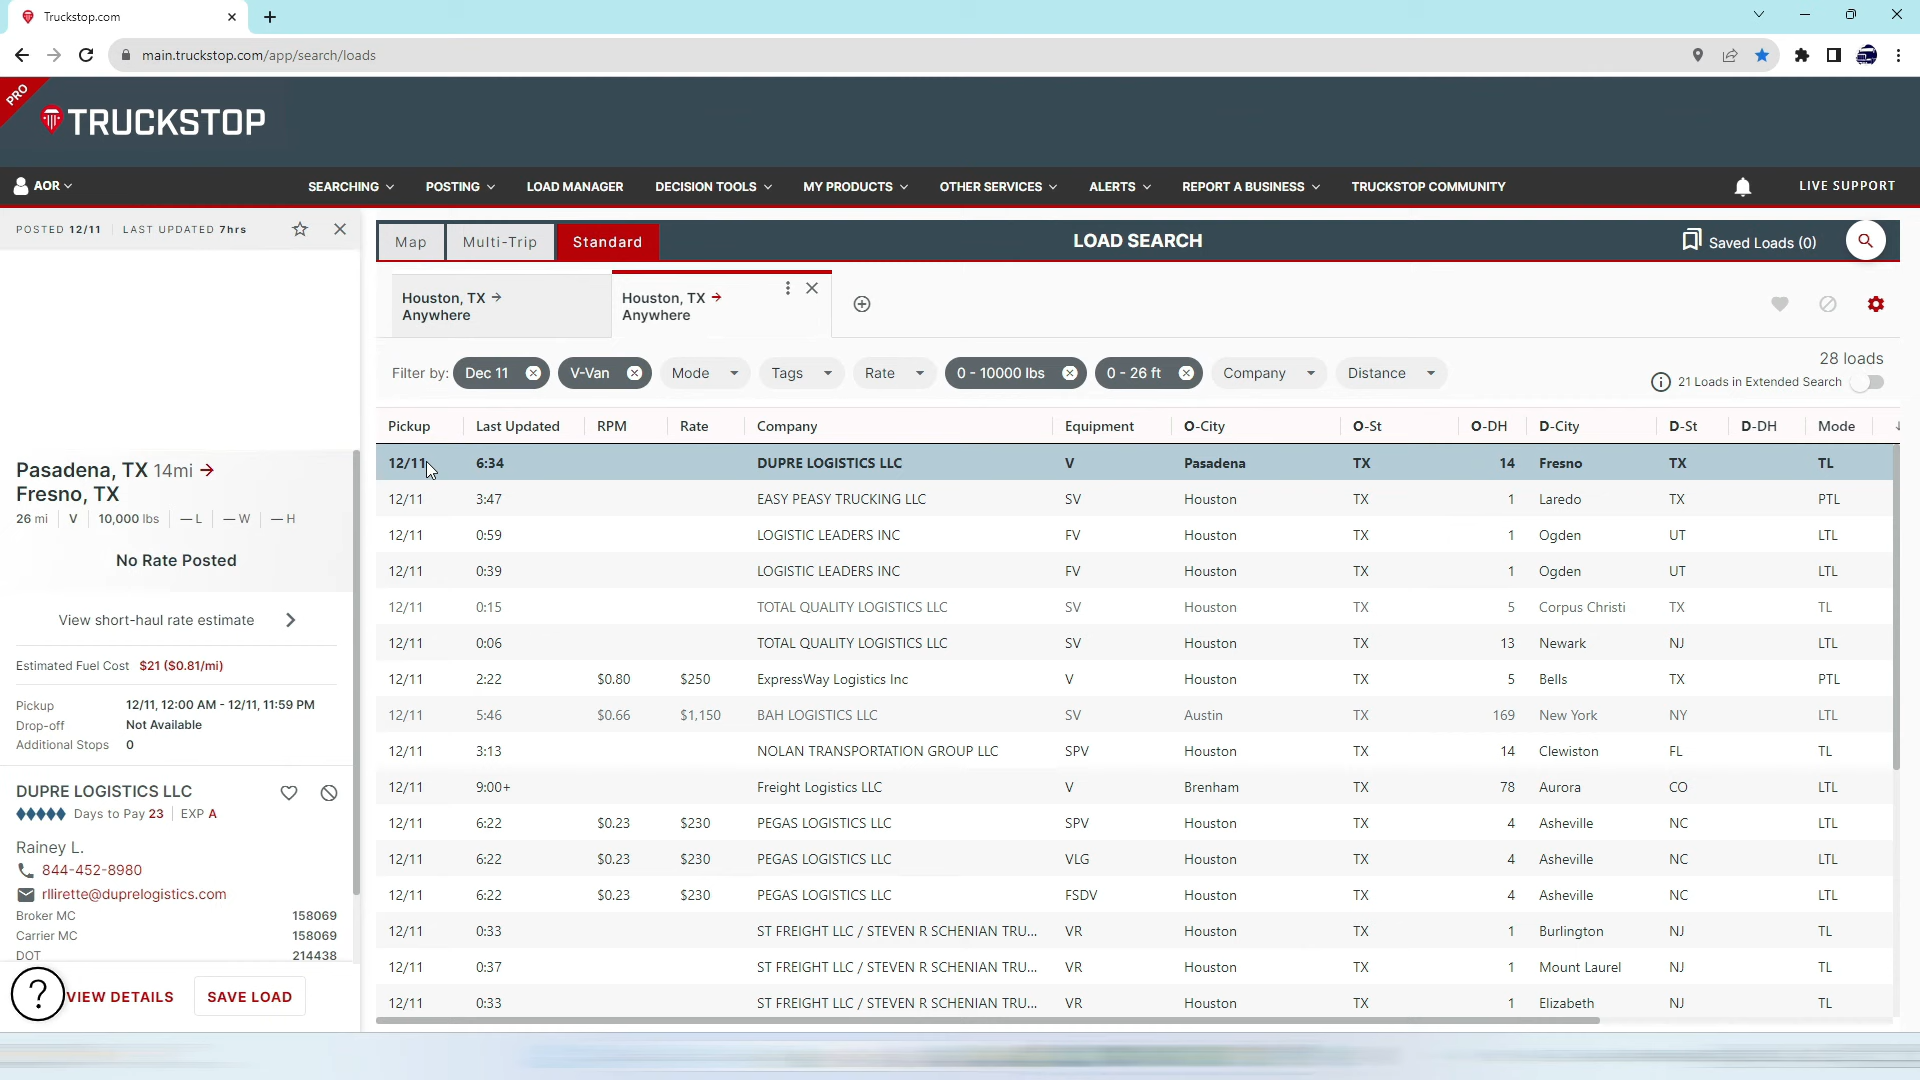 Truckstop.com
main.truckstop.com/app/search/loads
PRO
TRUCKSTOP
AOR
SEARCHING POSTING LOAD MANAGER DECISION TOOLS MY PRODUCTS OTHER SERVICES ALERTS REPORT A BUSINESS TRUCKSTOP COMMUNITY LIVE SUPPORT
POSTED 12/11 LAST UPDATED 7hrs
Pasadena, TX 14mi →
Fresno, TX
26 mi V 10,000 lbs — L — W — H
No Rate Posted
View short-haul rate estimate
Estimated Fuel Cost $21 ($0.81/mi)
Pickup 12/11, 12:00 AM - 12/11, 11:59 PM
Drop-off Not Available
Additional Stops 0
DUPRE LOGISTICS LLC
Days to Pay 23 EXP A
Rainey L.
844-452-8980
rllirette@duprelogistics.com
Broker MC 158069
Carrier MC 158069
DOT 214438
? VIEW DETAILS SAVE LOAD
Map Multi-Trip Standard LOAD SEARCH Saved Loads (0)
Houston, TX →
Anywhere
Houston, TX →
Anywhere
Filter by: Dec 11 V-Van Mode Tags Rate 0 - 10000 lbs 0 - 26 ft Company Distance
28 loads
21 Loads in Extended Search
Pickup Last Updated RPM Rate Company Equipment O-City O-St O-DH D-City D-St D-DH Mode
12/11 6:34 DUPRE LOGISTICS LLC V Pasadena TX 14 Fresno TX TL
12/11 3:47 EASY PEASY TRUCKING LLC SV Houston TX 1 Laredo TX PTL
12/11 0:59 LOGISTIC LEADERS INC FV Houston TX 1 Ogden UT LTL
12/11 0:39 LOGISTIC LEADERS INC FV Houston TX 1 Ogden UT LTL
12/11 0:15 TOTAL QUALITY LOGISTICS LLC SV Houston TX 5 Corpus Christi TX TL
12/11 0:06 TOTAL QUALITY LOGISTICS LLC SV Houston TX 13 Newark NJ LTL
12/11 2:22 $0.80 $250 ExpressWay Logistics Inc V Houston TX 5 Bells TX PTL
12/11 5:46 $0.66 $1,150 BAH LOGISTICS LLC SV Austin TX 169 New York NY LTL
12/11 3:13 NOLAN TRANSPORTATION GROUP LLC SPV Houston TX 14 Clewiston FL TL
12/11 9:00+ Freight Logistics LLC V Brenham TX 78 Aurora CO LTL
12/11 6:22 $0.23 $230 PEGAS LOGISTICS LLC SPV Houston TX 4 Asheville NC LTL
12/11 6:22 $0.23 $230 PEGAS LOGISTICS LLC VLG Houston TX 4 Asheville NC LTL
12/11 6:22 $0.23 $230 PEGAS LOGISTICS LLC FSDV Houston TX 4 Asheville NC LTL
12/11 0:33 ST FREIGHT LLC / STEVEN R SCHENIAN TRU... VR Houston TX 1 Burlington NJ TL
12/11 0:37 ST FREIGHT LLC / STEVEN R SCHENIAN TRU... VR Houston TX 1 Mount Laurel NJ TL
12/11 0:33 ST FREIGHT LLC / STEVEN R SCHENIAN TRU... VR Houston TX 1 Elizabeth NJ TL